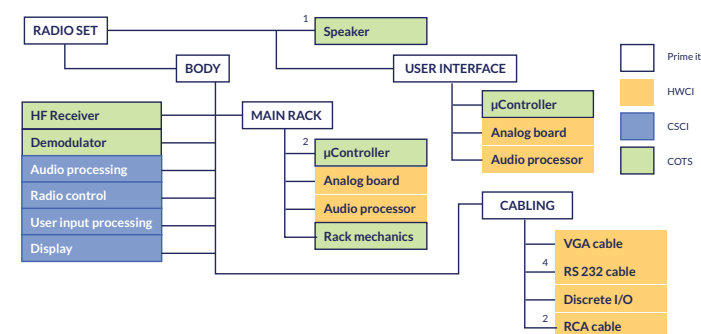 1
RADIO SET
Speaker
BODY
USER INTERFACE
Prime it
HWCI
CSCI
COTS
HF Receiver
Demodulator
Audio processing
Radio control
User input processing
Display
MAIN RACK
2
µController
Analog board
Audio processor
Rack mechanics
µController
Analog board
Audio processor
CABLING
VGA cable
4
RS 232 cable
Discrete I/O
2
RCA cable